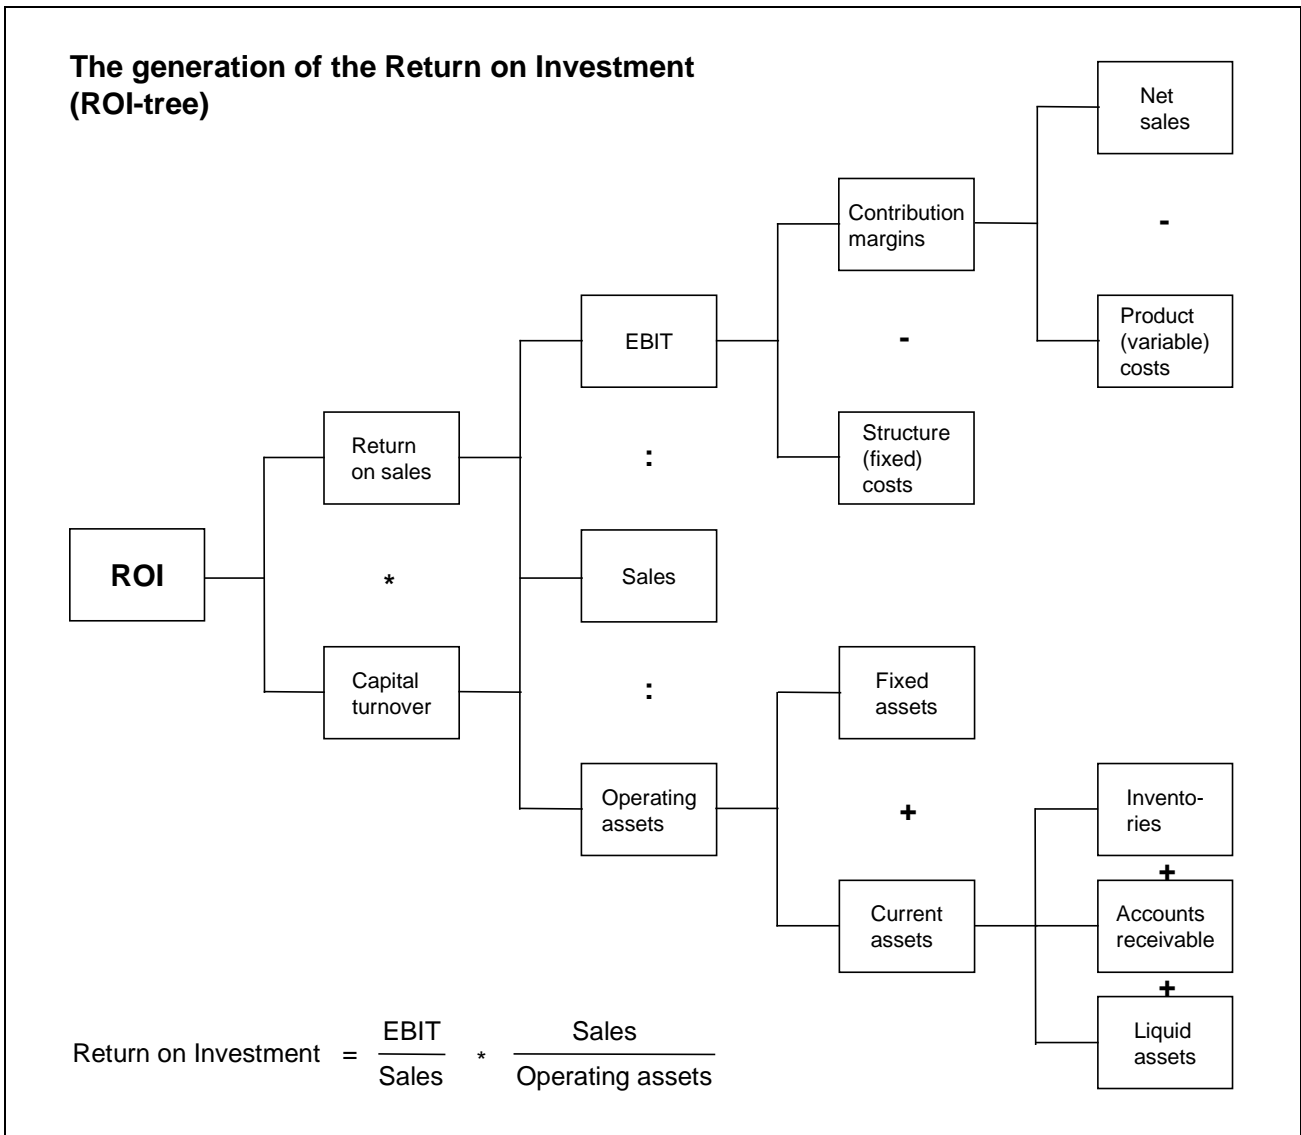 The generation of the Return on Investment
(ROI-tree)
Net
sales
-
Contribution
margins
Product
(variable)
costs
EBIT
-
Structure
(fixed)
costs
Return
on sales
:
ROI
*
Sales
Capital
turnover
:
Fixed
assets
Operating
assets
+
Invento-
ries
+
Current
assets
Accounts
receivable
+
Liquid
assets
Return on Investment = EBIT * Sales
Sales Operating assets